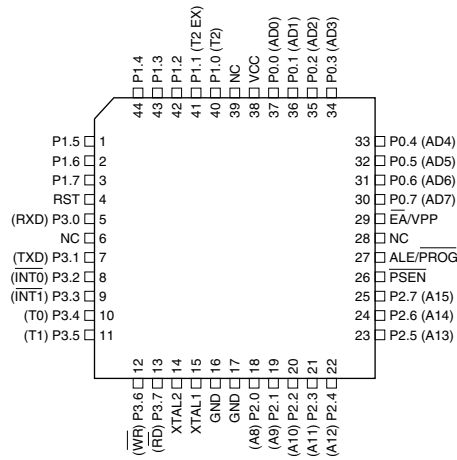 P1.4
P1.3
P1.2
P1.1 (T2 EX)
P1.0 (T2)
NC
VCC
P0.0 (AD0)
P0.1 (AD1)
P0.2 (AD2)
P0.3 (AD3)
44
43
42
41
40
39
38
37
36
35
34
P1.5 1
P1.6 2
P1.7 3
RST 4
(RXD) P3.0 5
NC 6
(TXD) P3.1 7
(INT0) P3.2 8
(INT1) P3.3 9
(T0) P3.4 10
(T1) P3.5 11
33 P0.4 (AD4)
32 P0.5 (AD5)
31 P0.6 (AD6)
30 P0.7 (AD7)
29 EA/VPP
28 NC
27 ALE/PROG
26 PSEN
25 P2.7 (A15)
24 P2.6 (A14)
23 P2.5 (A13)
12
13
14
15
16
17
18
19
20
21
22
(WR) P3.6
(RD) P3.7
XTAL2
XTAL1
GND
GND
(A8) P2.0
(A9) P2.1
(A10) P2.2
(A11) P2.3
(A12) P2.4